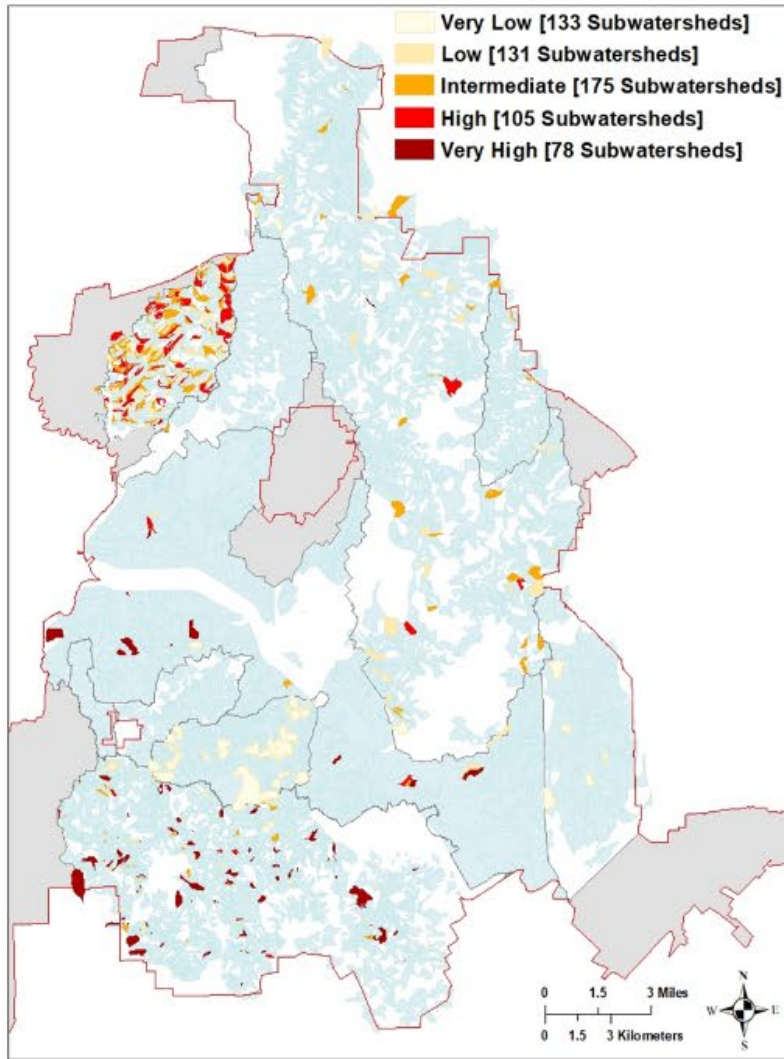 Very Low [133 Subwatersheds]
Low [131 Subwatersheds]
Intermediate [175 Subwatersheds]
High [105 Subwatersheds]
Very High [78 Subwatersheds]
0 1.5 3 Miles
0 1.5 3 Kilometers
N
W E
S